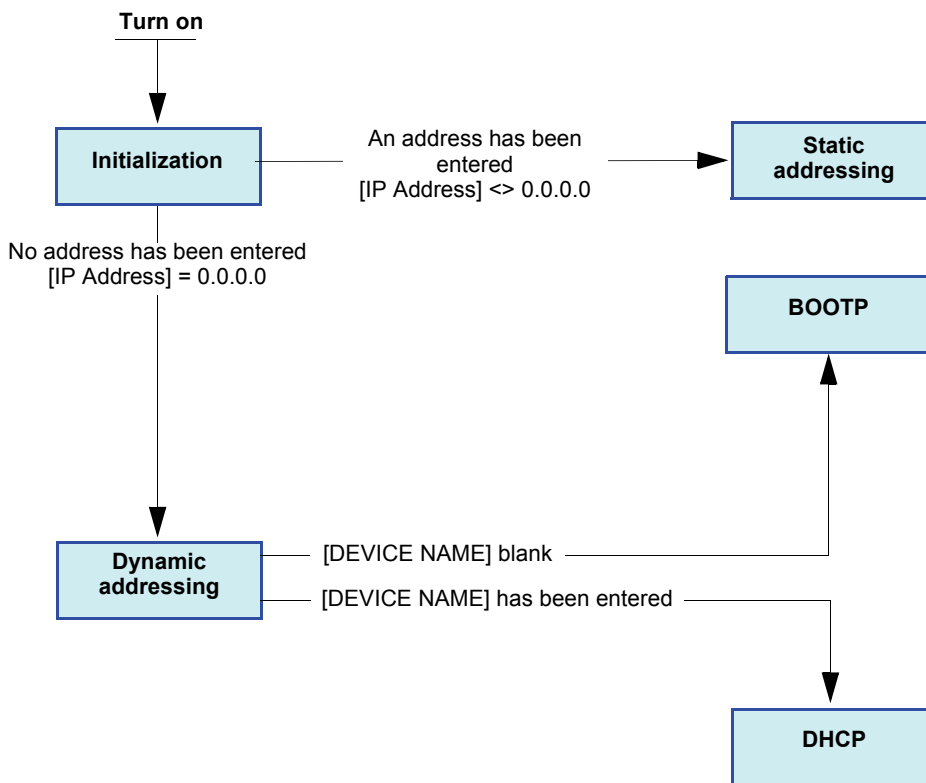 Turn on
Initialization
An address has been
entered
[IP Address] <> 0.0.0.0
Static
addressing
No address has been entered
[IP Address] = 0.0.0.0
BOOTP
Dynamic
addressing
[DEVICE NAME] blank
[DEVICE NAME] has been entered
DHCP